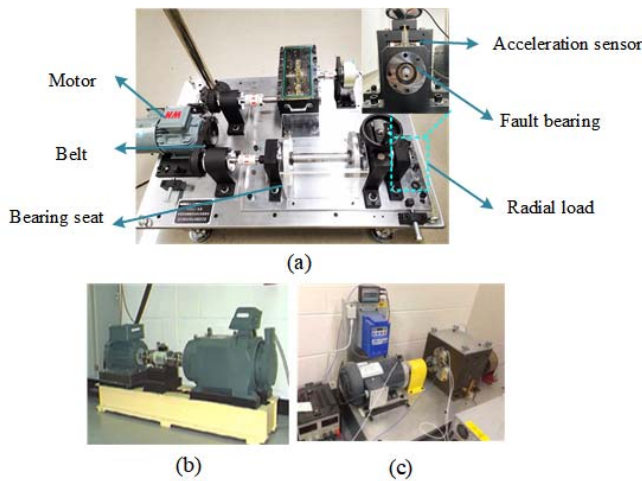 Motor
Belt
Bearing seat
Acceleration sensor
Fault bearing
Radial load
(a)
(b)
(c)